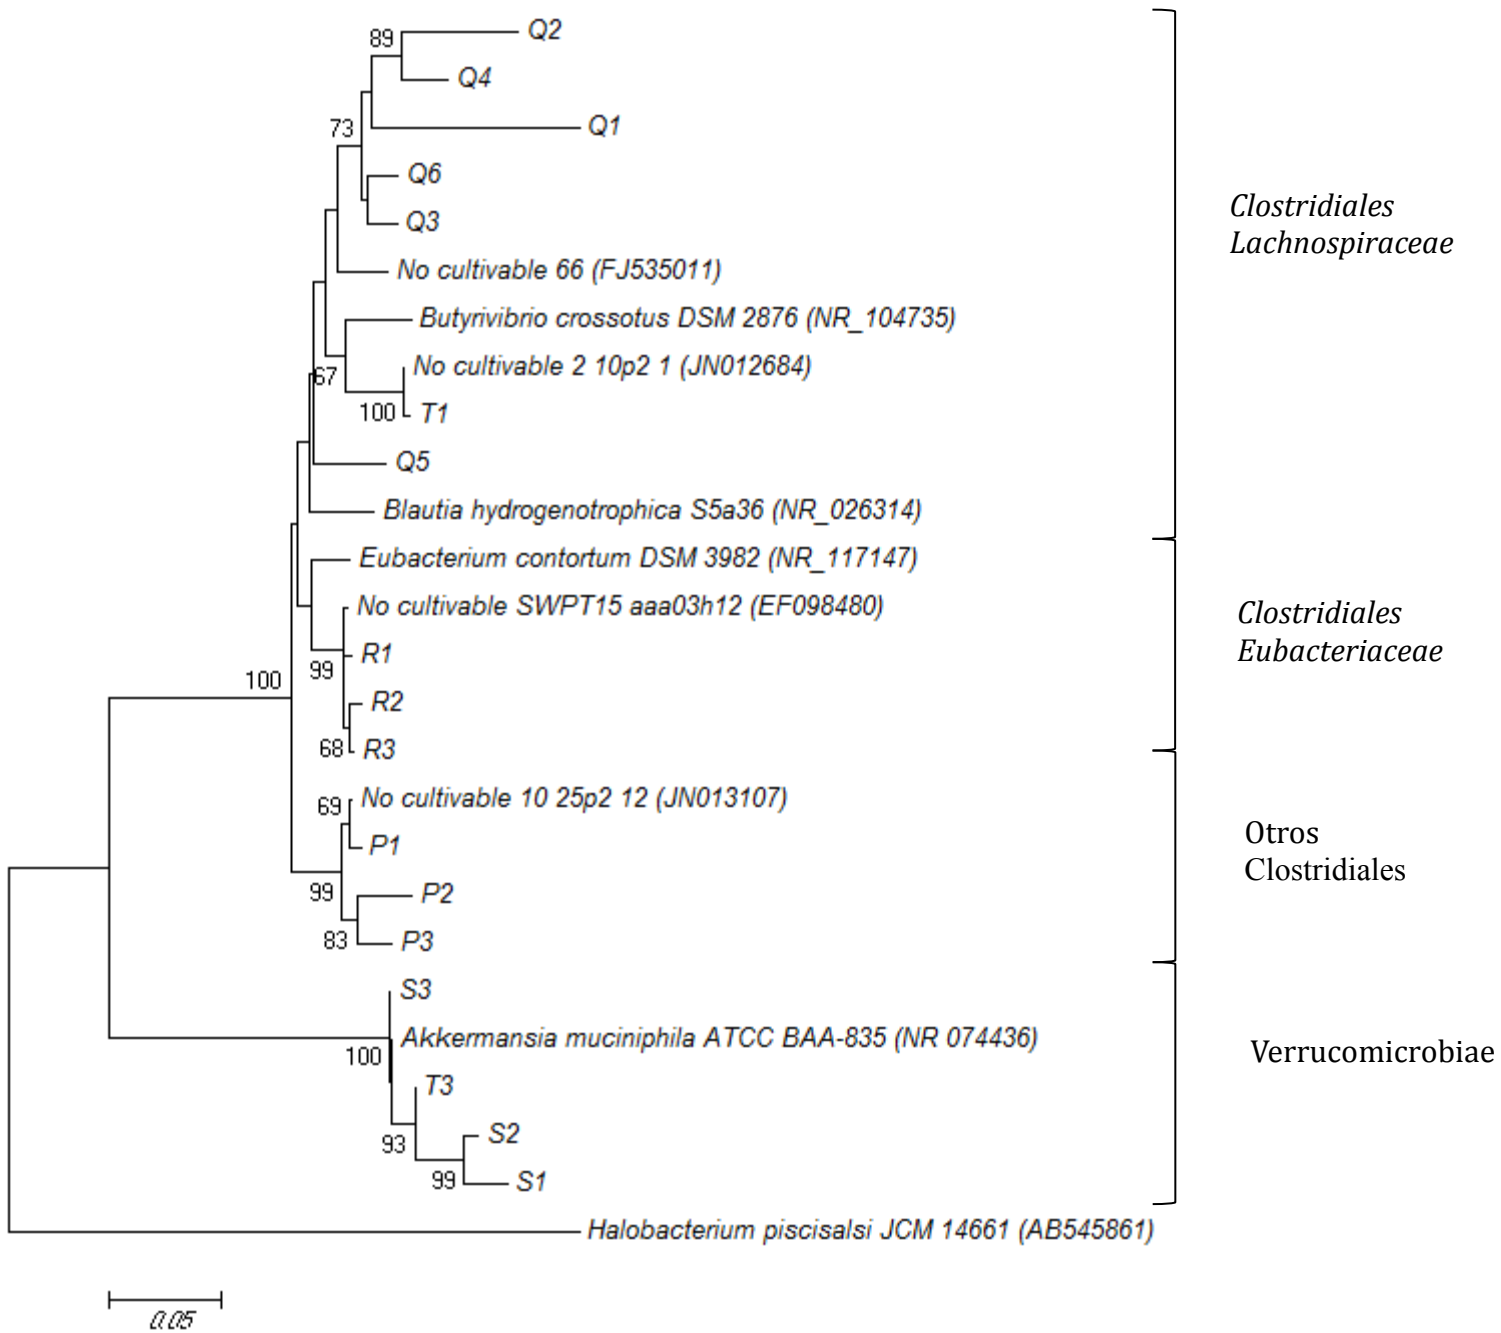 Q2
89
Q4
Q1
73
Q6
Q3
No cultivable 66 (FJ535011)
Butyrivibrio crossotus DSM 2876 (NR_104735)
No cultivable 2 10p2 1 (JN012684)
67
100
T1
Q5
Blautia hydrogenotrophica S5a36 (NR_026314)
Clostridiales
Lachnospiraceae
Eubacterium contortum DSM 3982 (NR_117147)
No cultivable SWPT15 aaa03h12 (EF098480)
R1
99
R2
68
R3
100
Clostridiales
Eubacteriaceae
No cultivable 10 25p2 12 (JN013107)
69
P1
99
P2
83
P3
Otros
Clostridiales
S3
Akkermansia muciniphila ATCC BAA-835 (NR 074436)
100
T3
93
S2
99
S1
Verrucomicrobiae
Halobacterium piscisalsi JCM 14661 (AB545861)
0.05